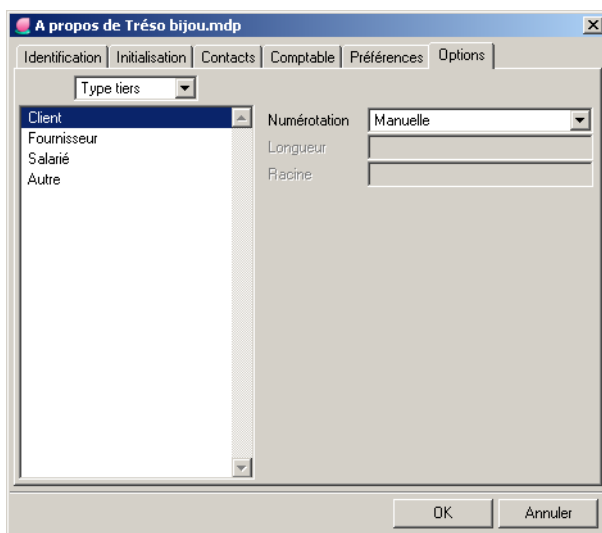 A propos de Tréso bijou.mdp
Identification Initialisation Contacts Comptable Préférences Options
Type tiers
Client
Fournisseur
Salarié
Autre
Numérotation Manuelle
Longueur
Racine
OK Annuler